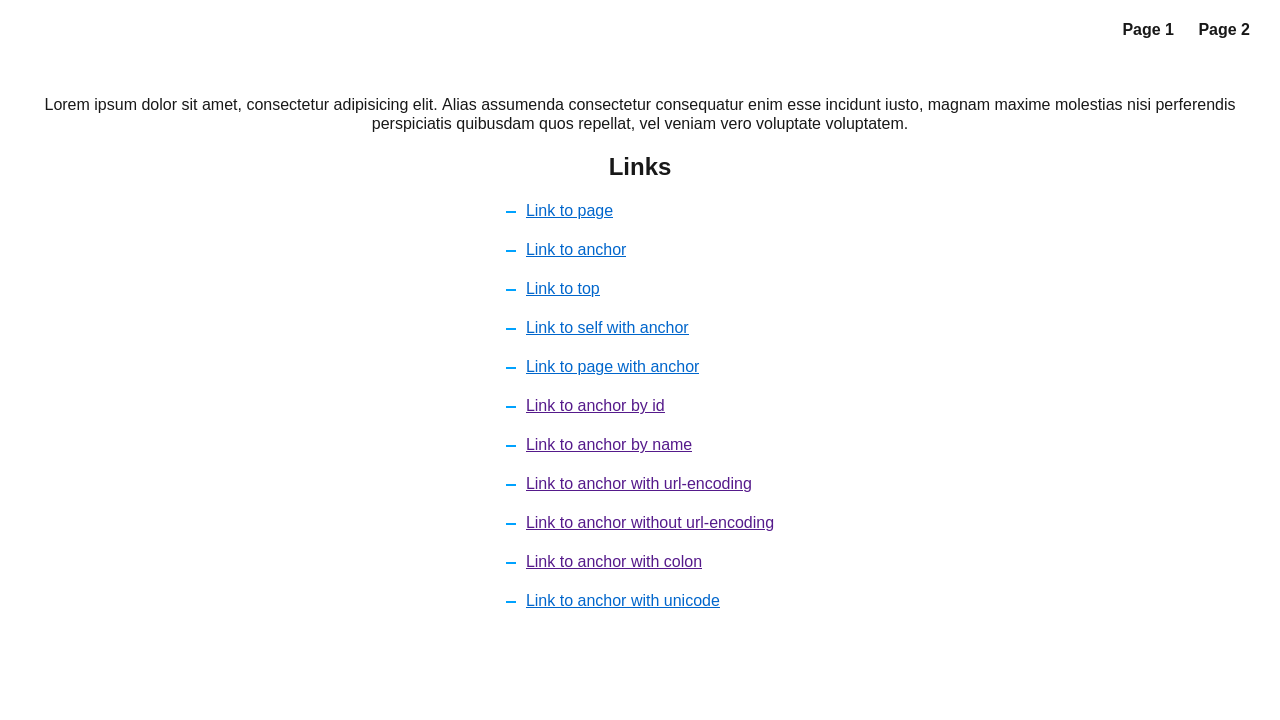 Page 1 Page 2
Lorem ipsum dolor sit amet, consectetur adipisicing elit. Alias assumenda consectetur consequatur enim esse incidunt iusto, magnam maxime molestias nisi perferendis
perspiciatis quibusdam quos repellat, vel veniam vero voluptate voluptatem.
Links
Link to page
Link to anchor
Link to top
Link to self with anchor
Link to page with anchor
Link to anchor by id
Link to anchor by name
Link to anchor with url-encoding
Link to anchor without url-encoding
Link to anchor with colon
Link to anchor with unicode